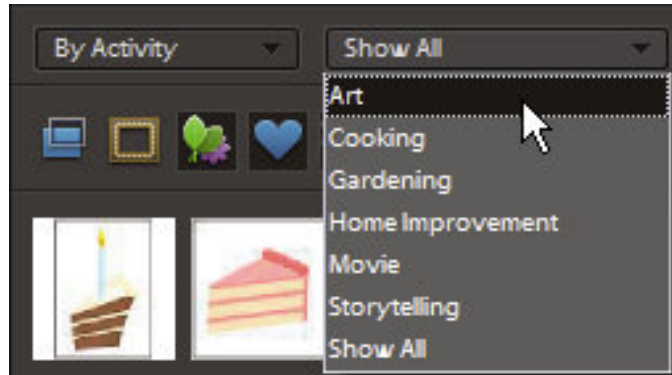 By Activity
Show All
Art
Cooking
Gardening
Home Improvement
Movie
Storytelling
Show All